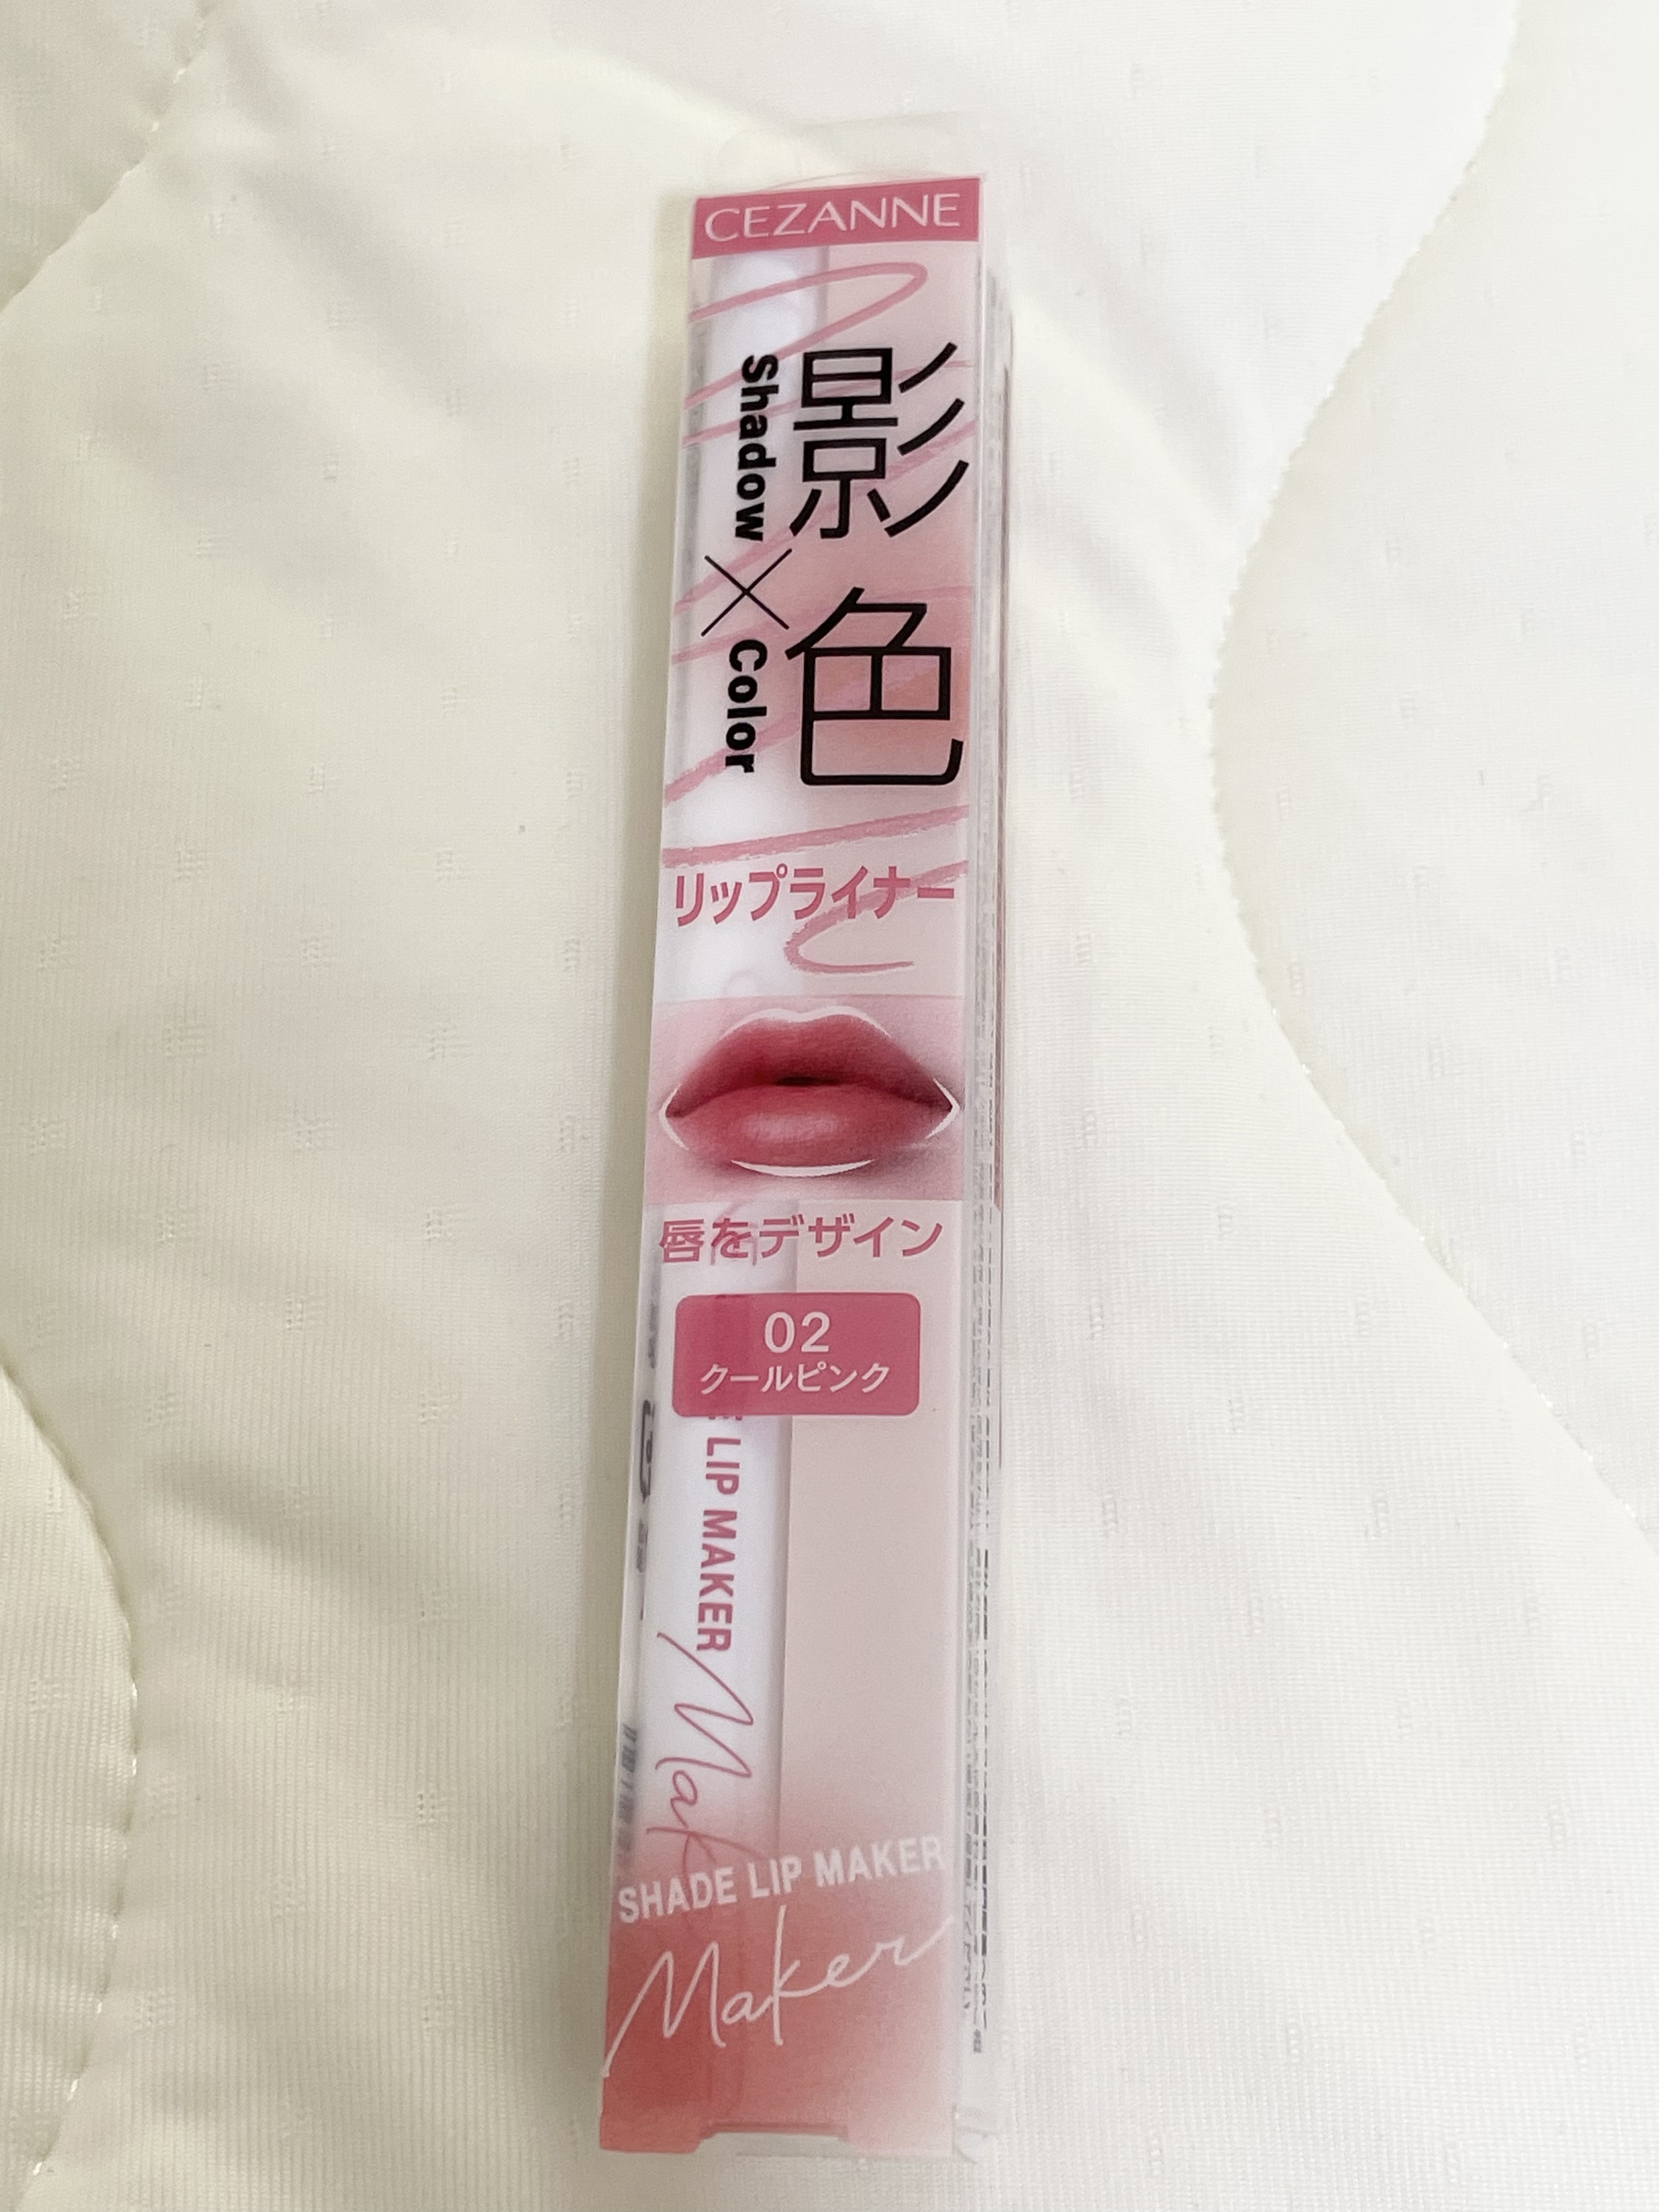 CEZANNE
影色
Shadow×Color
リップライナー
唇をデザイン
02
クールピンク
LIP MAKER
Mak
SHADE LIP MAKER
Maker